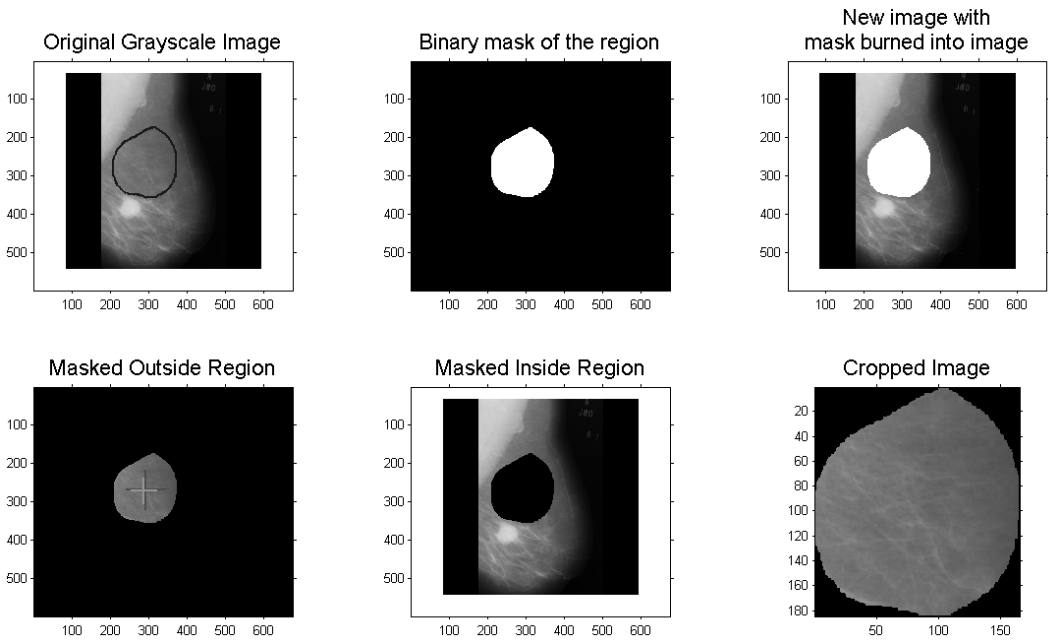 Original Grayscale Image
100
200
300
400
500
100 200 300 400 500 600
Binary mask of the region
100
200
300
400
500
100 200 300 400 500 600
New image with
mask burned into image
100
200
300
400
500
100 200 300 400 500 600
Masked Outside Region
100
200
300
400
500
100 200 300 400 500 600
Masked Inside Region
100
200
300
400
500
100 200 300 400 500 600
Cropped Image
20
40
60
80
100
120
140
160
180
50 100 150